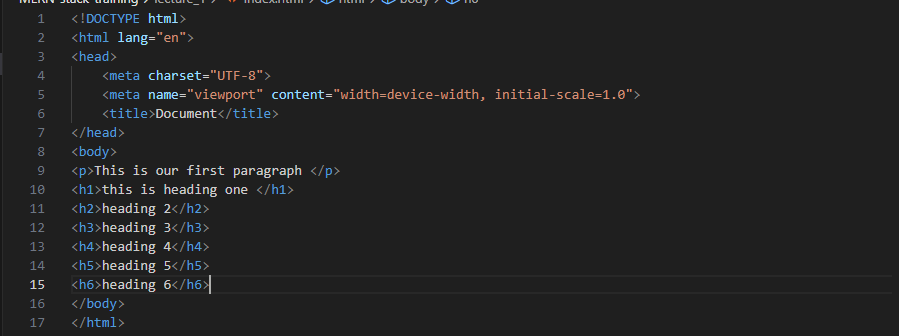 MERN-stack-training > lecture_1 > <> index.html > html > body > h6
1 <!DOCTYPE html>
2 <html lang="en">
3 <head>
4 <meta charset="UTF-8">
5 <meta name="viewport" content="width=device-width, initial-scale=1.0">
6 <title>Document</title>
7 </head>
8 <body>
9 <p>This is our first paragraph </p>
10 <h1>this is heading one </h1>
11 <h2>heading 2</h2>
12 <h3>heading 3</h3>
13 <h4>heading 4</h4>
14 <h5>heading 5</h5>
15 <h6>heading 6</h6>
16 </body>
17 </html>